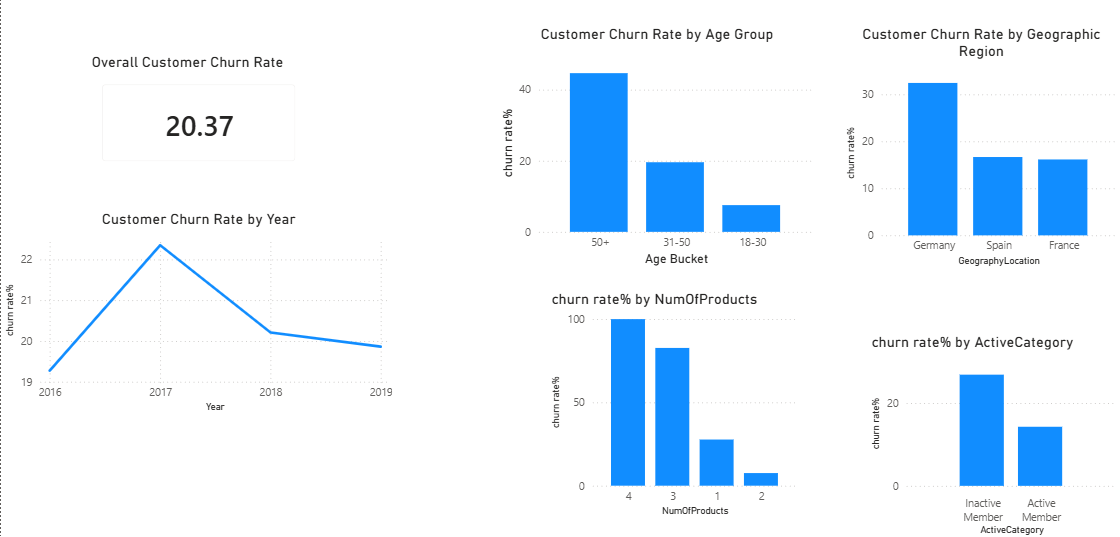 Overall Customer Churn Rate
20.37
Customer Churn Rate by Year
churn rate%
22
21
20
19
2016 2017 2018 2019
Year
Customer Churn Rate by Age Group
churn rate%
40
20
0
50+ 31-50 18-30
Age Bucket
Customer Churn Rate by Geographic
Region
churn rate%
30
20
10
0
Germany Spain France
GeographyLocation
churn rate% by NumOfProducts
churn rate%
100
50
0
4 3 1 2
NumOfProducts
churn rate% by ActiveCategory
churn rate%
20
0
Inactive Active
Member Member
ActiveCategory